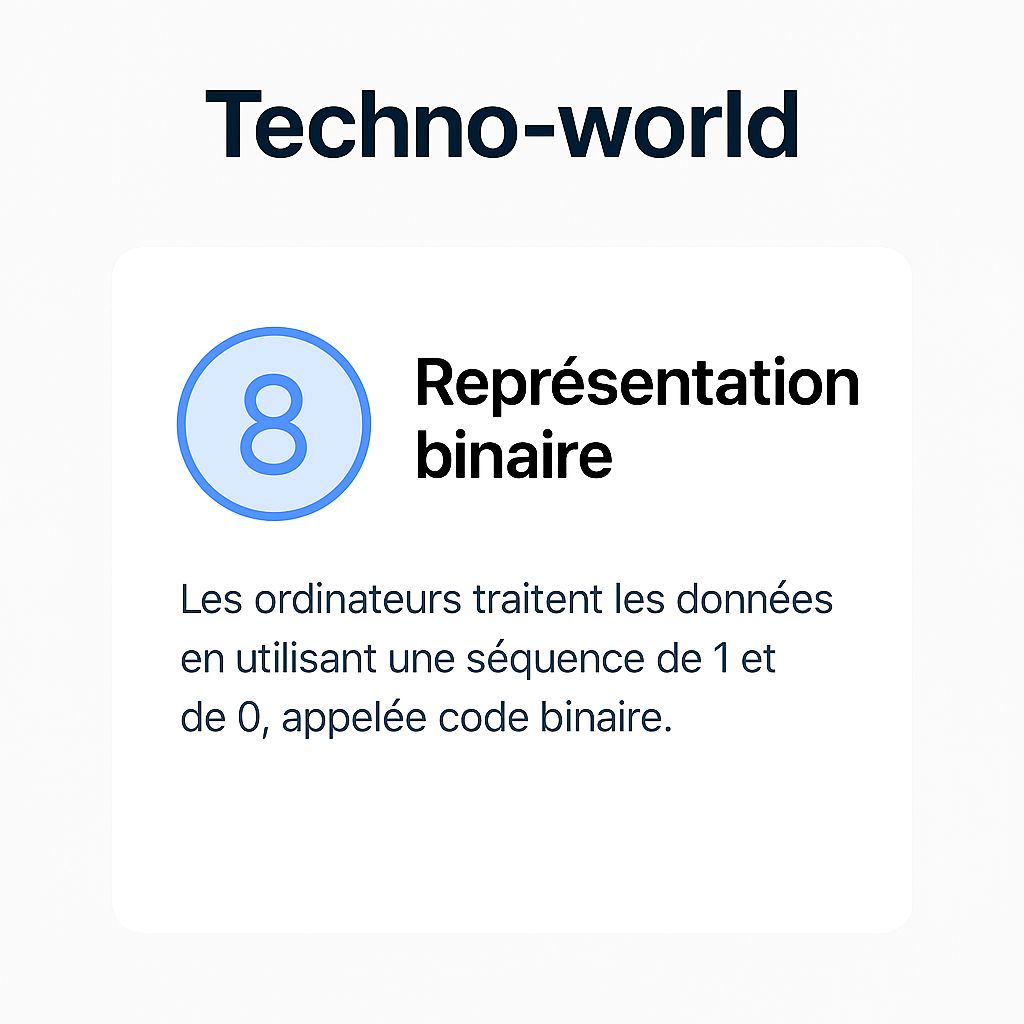 Techno-world
8
Représentation
binaire
Les ordinateurs traitent les données
en utilisant une séquence de 1 et
de 0, appelée code binaire.